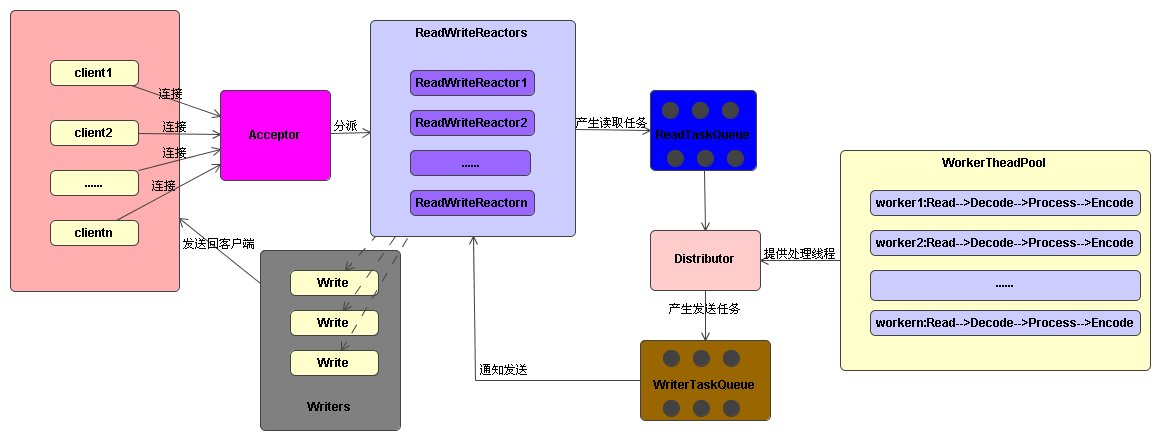 client1
client2
......
clientn
连接
连接
连接
连接
Acceptor
分派
ReadWriteReactors
ReadWriteReactor1
ReadWriteReactor2
......
ReadWriteReactorn
产生读取任务
ReadTaskQueue
WorkerTheadPool
worker1:Read-->Decode-->Process-->Encode
worker2:Read-->Decode-->Process-->Encode
......
workern:Read-->Decode-->Process-->Encode
提供处理线程
Distributor
产生发送任务
WriterTaskQueue
通知发送
发送回客户端
Write
Write
Write
Writers